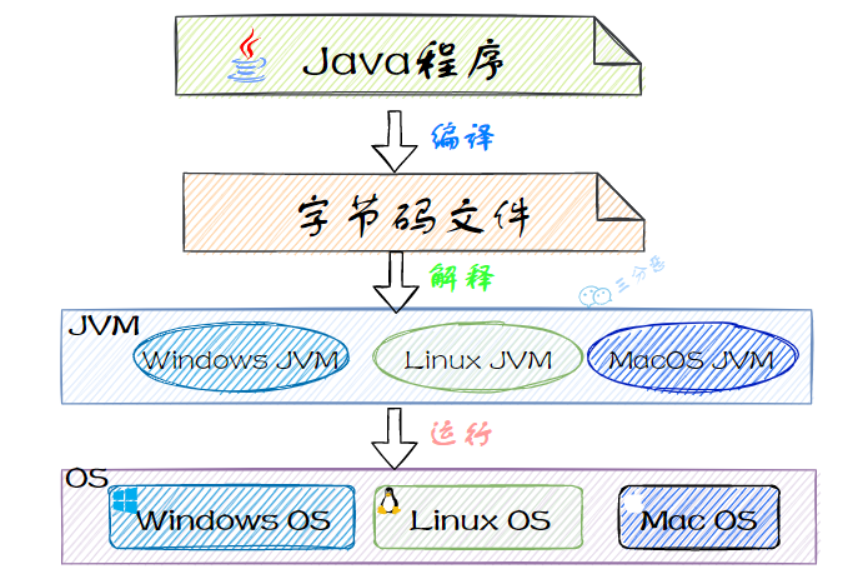 Java程序
编译
字节码文件
解释
三分恶
JVM
Windows JVM
Linux JVM
MacOS JVM
运行
OS
Windows OS
Linux OS
Mac OS